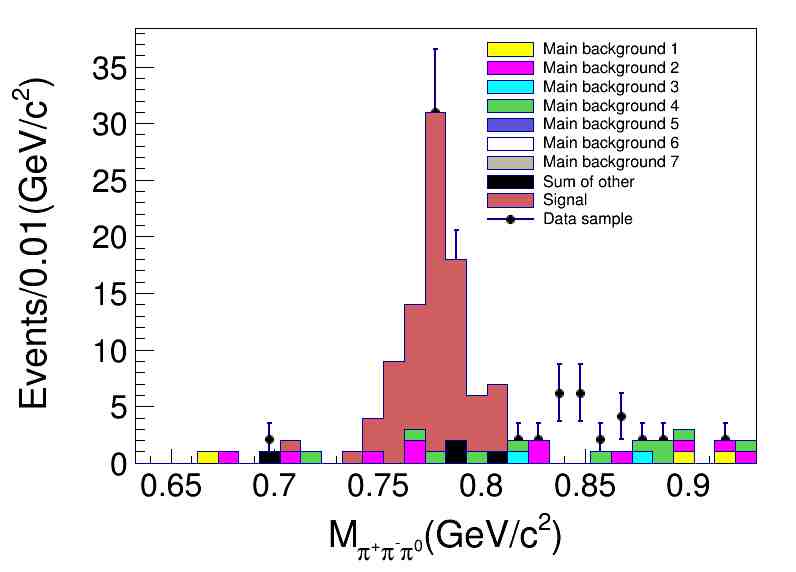 Main background 1
Main background 2
Main background 3
Main background 4
Main background 5
Main background 6
Main background 7
Sum of other
Signal
Data sample
Events/0.01(GeV/c²)
35
30
25
20
15
10
5
0
0.65 0.7 0.75 0.8 0.85 0.9
M_π⁺π⁻π⁰(GeV/c²)